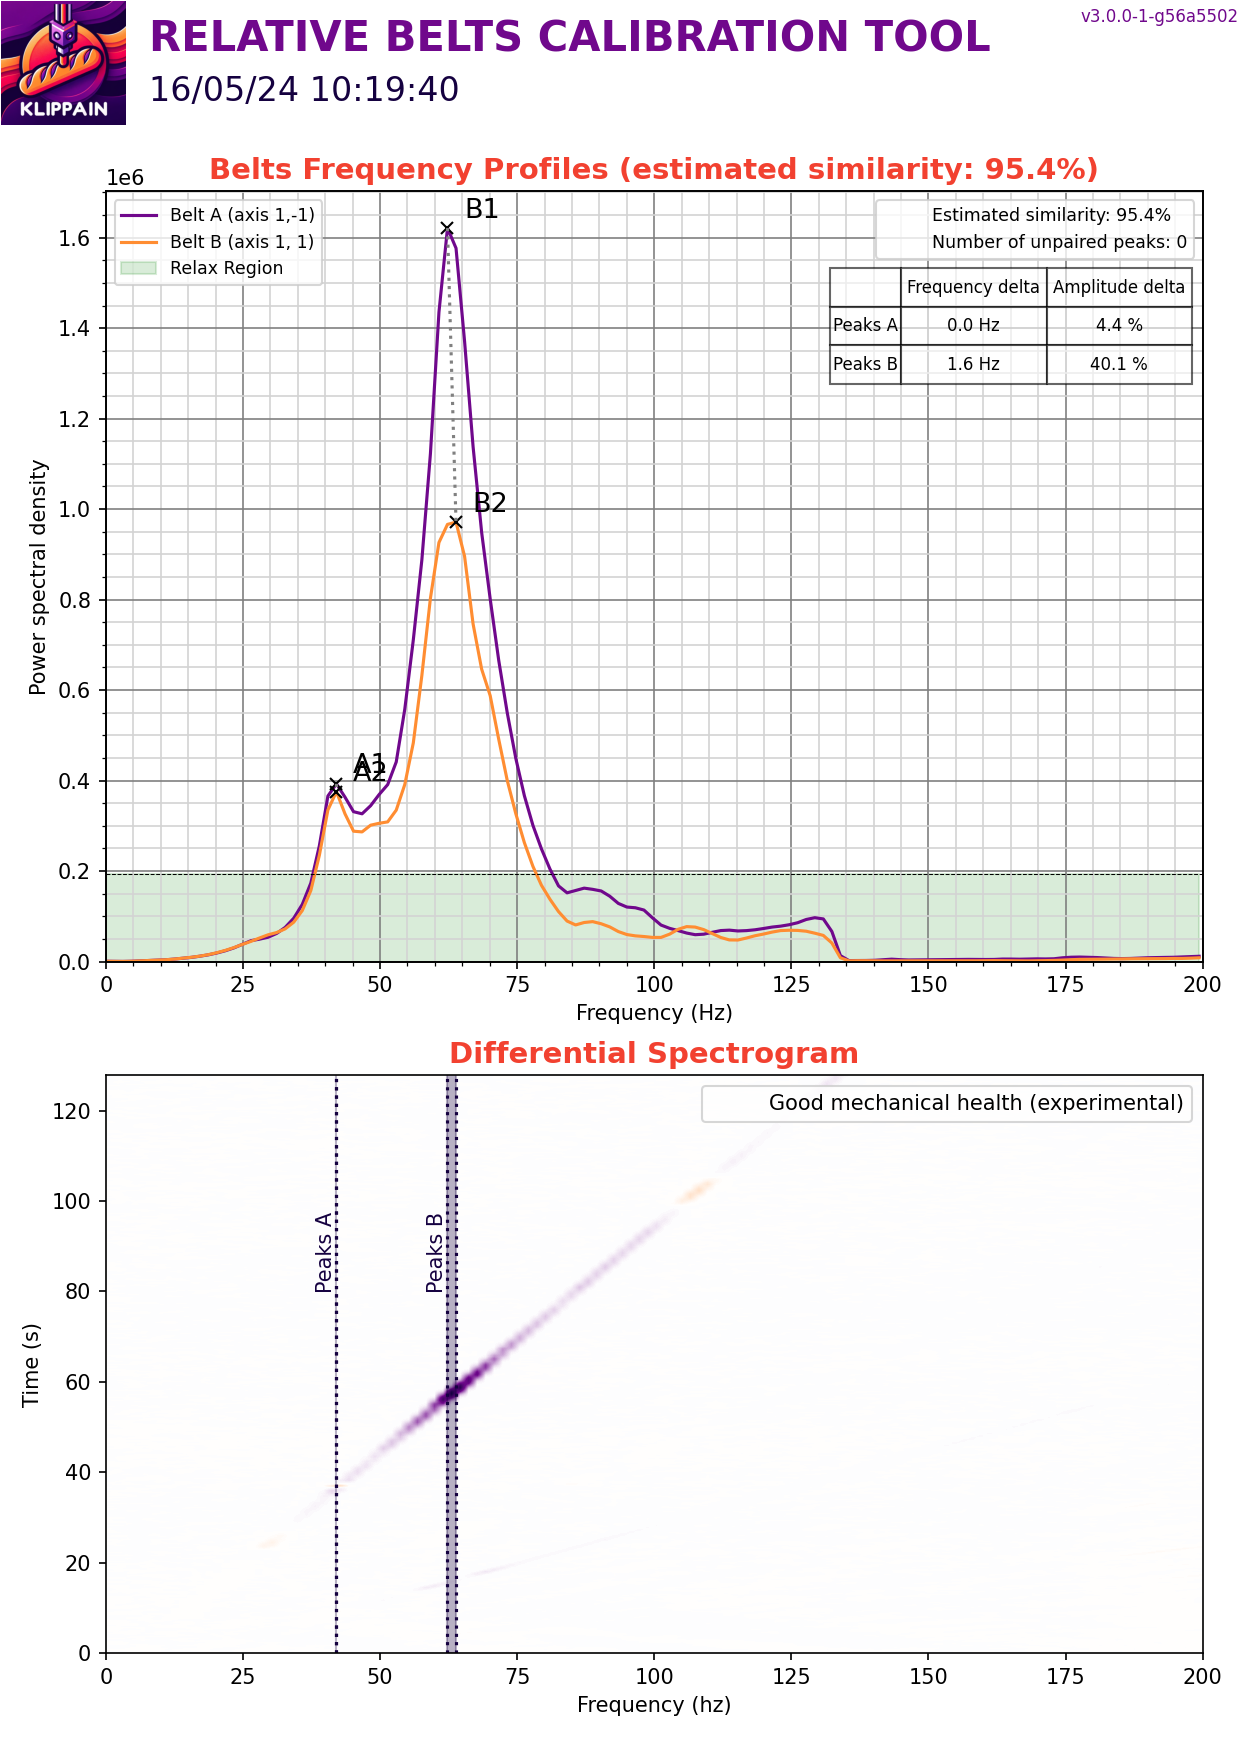 KLIPPAIN
RELATIVE BELTS CALIBRATION TOOL
v3.0.0-1-g56a5502
16/05/24 10:19:40
Belts Frequency Profiles (estimated similarity: 95.4%)
1e6
Belt A (axis 1,-1)
Belt B (axis 1, 1)
Relax Region
Estimated similarity: 95.4%
Number of unpaired peaks: 0
Frequency delta Amplitude delta
Peaks A 0.0 Hz 4.4 %
Peaks B 1.6 Hz 40.1 %
B1
B2
A1
A2
Power spectral density
1.6
1.4
1.2
1.0
0.8
0.6
0.4
0.2
0.0
0 25 50 75 100 125 150 175 200
Frequency (Hz)
Differential Spectrogram
Good mechanical health (experimental)
Peaks A
Peaks B
Time (s)
120
100
80
60
40
20
0
0 25 50 75 100 125 150 175 200
Frequency (hz)